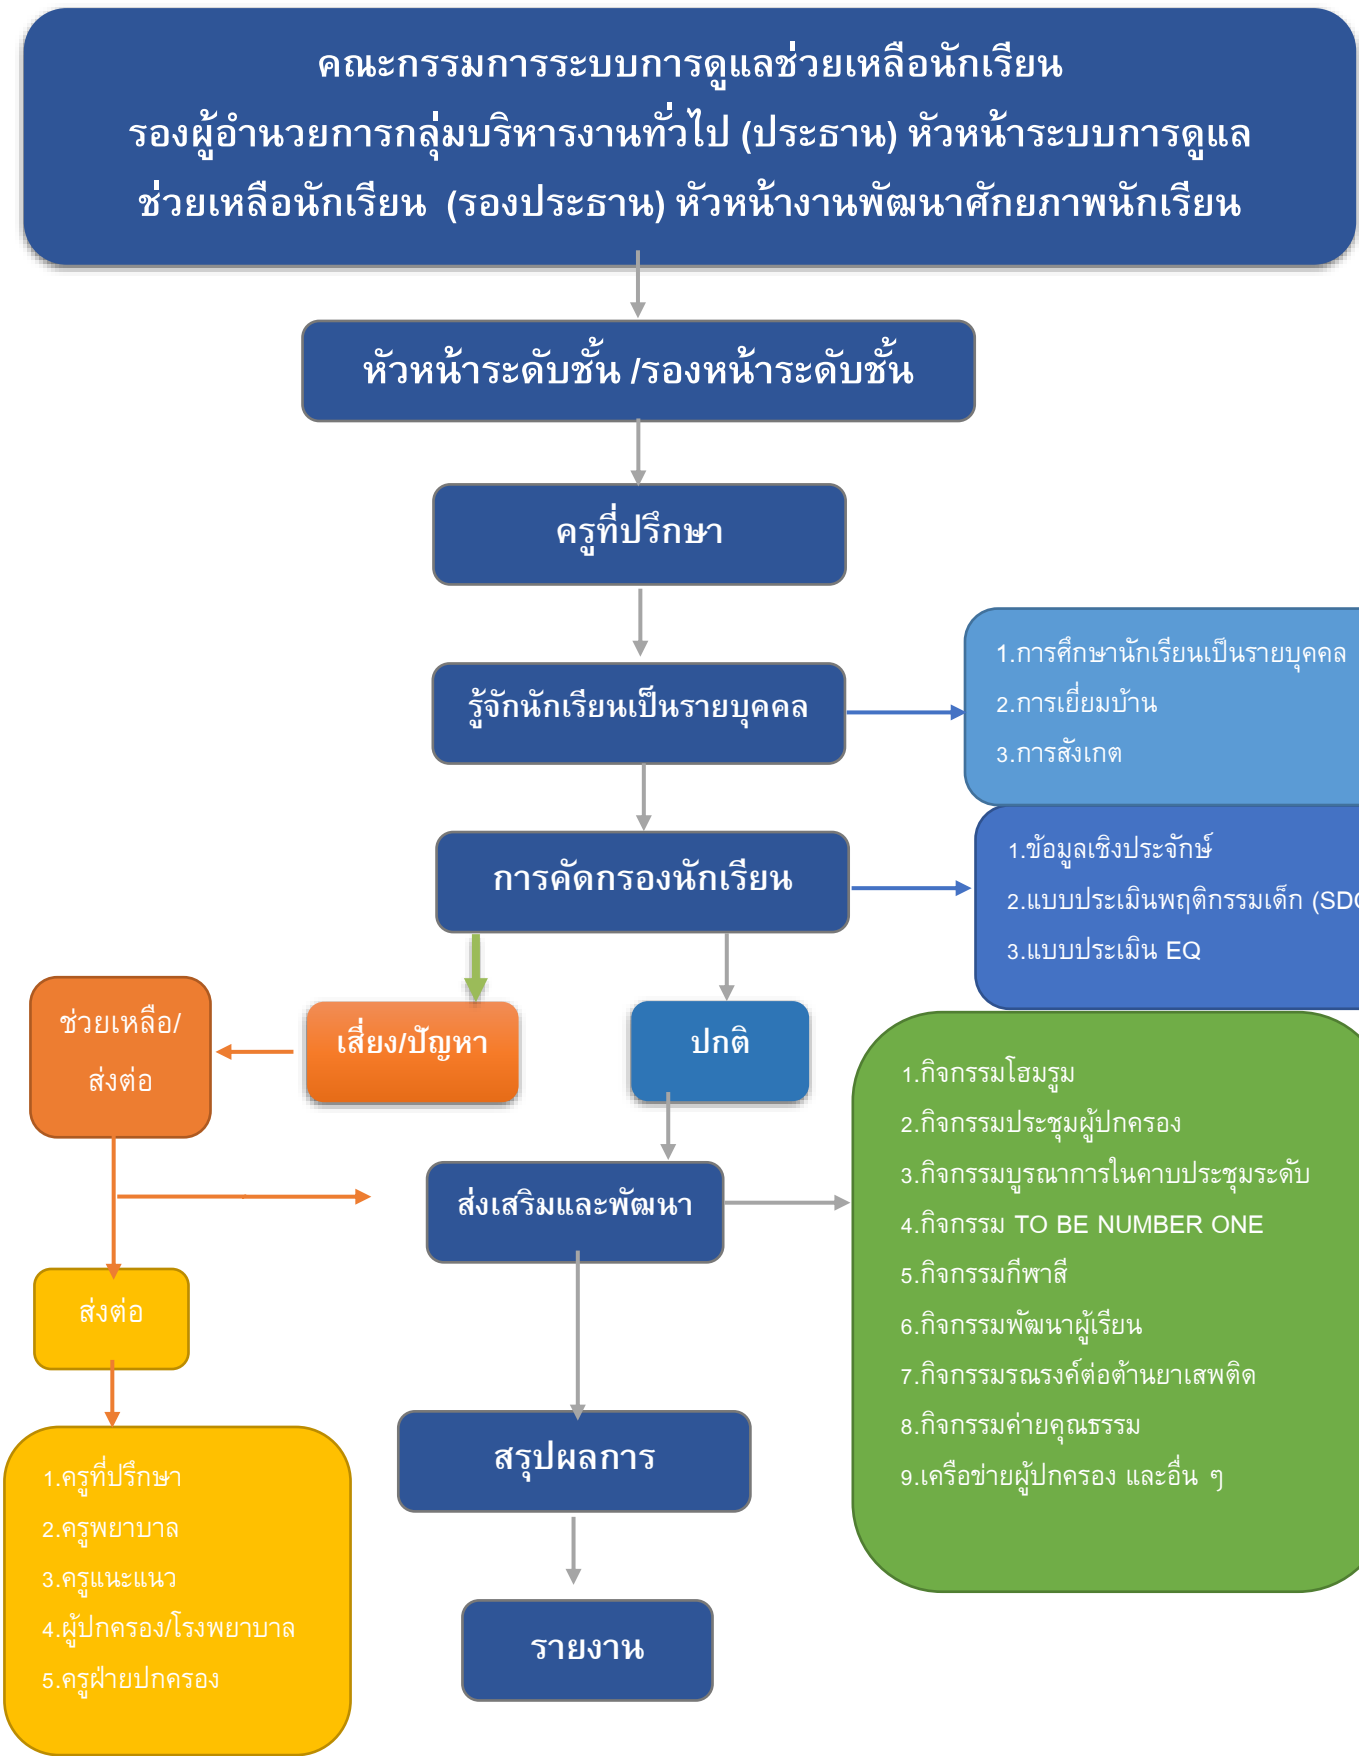 คณะกรรมการระบบการดูแลช่วยเหลือนักเรียน
รองผู้อำนวยการกลุ่มบริหารงานทั่วไป (ประธาน) หัวหน้าระบบการดูแล
ช่วยเหลือนักเรียน (รองประธาน) หัวหน้างานพัฒนาศักยภาพนักเรียน
หัวหน้าระดับชั้น /รองหน้าระดับชั้น
ครูที่ปรึกษา
รู้จักนักเรียนเป็นรายบุคคล
1.การศึกษานักเรียนเป็นรายบุคคล
2.การเยี่ยมบ้าน
3.การสังเกต
การคัดกรองนักเรียน
1.ข้อมูลเชิงประจักษ์
2.แบบประเมินพฤติกรรมเด็ก (SD
3.แบบประเมิน EQ
ช่วยเหลือ/
ส่งต่อ
เสี่ยง/ปัญหา
ปกติ
ส่งเสริมและพัฒนา
1.กิจกรรมโฮมรูม
2.กิจกรรมประชุมผู้ปกครอง
3.กิจกรรมบูรณาการในคาบประชุมระดับ
4.กิจกรรม TO BE NUMBER ONE
5.กิจกรรมกีฬาสี
6.กิจกรรมพัฒนาผู้เรียน
7.กิจกรรมรณรงค์ต่อต้านยาเสพติด
8.กิจกรรมค่ายคุณธรรม
9.เครือข่ายผู้ปกครอง และอื่น ๆ
ส่งต่อ
1.ครูที่ปรึกษา
2.ครูพยาบาล
3.ครูแนะแนว
4.ผู้ปกครอง/โรงพยาบาล
5.ครูฝ่ายปกครอง
สรุปผลการ
รายงาน